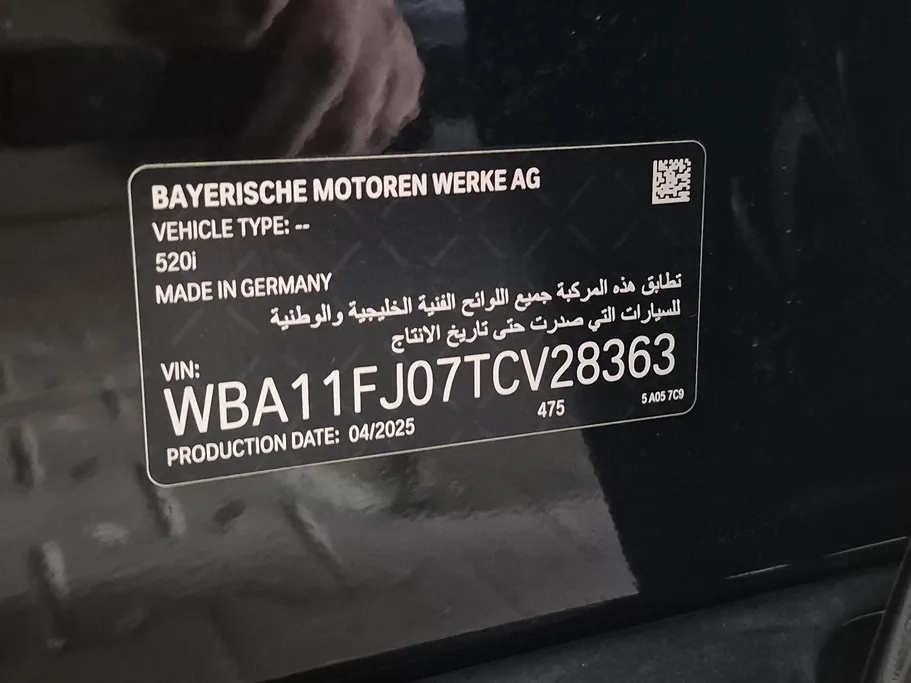 BAYERISCHE MOTOREN WERKE AG
VEHICLE TYPE: --
520i
MADE IN GERMANY
تطابق هذه المركبة جميع اللوائح الفنية الخليجية والوطنية
للسيارات التي صدرت حتى تاريخ الانتاج
VIN:
WBA11FJ07TCV28363
PRODUCTION DATE: 04/2025
475
5 A05 7C9